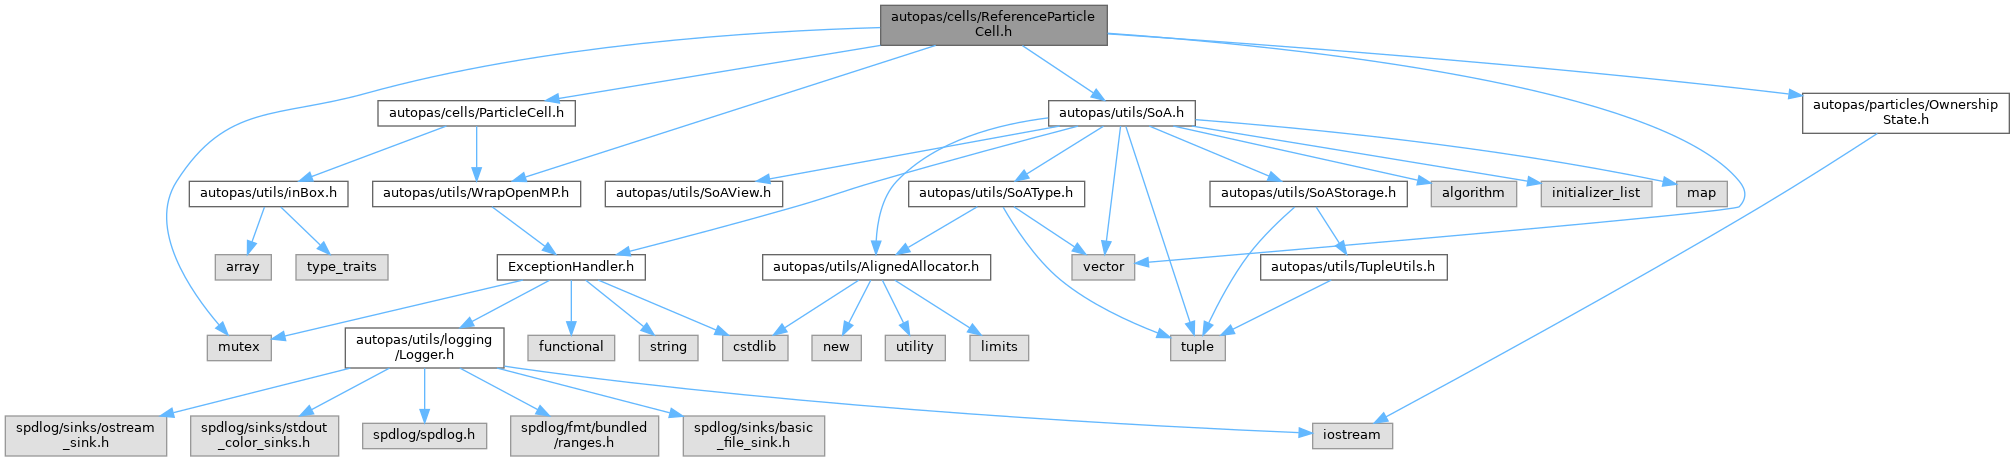 autopas/cells/ReferenceParticle
Cell.h
autopas/cells/ParticleCell.h
autopas/utils/SoA.h
autopas/particles/Ownership
State.h
autopas/utils/inBox.h
autopas/utils/WrapOpenMP.h
autopas/utils/SoAView.h
autopas/utils/SoAType.h
autopas/utils/SoAStorage.h
algorithm
initializer_list
map
array
type_traits
ExceptionHandler.h
autopas/utils/AlignedAllocator.h
vector
autopas/utils/TupleUtils.h
mutex
autopas/utils/logging
/Logger.h
functional
string
cstdlib
new
utility
limits
tuple
spdlog/sinks/ostream
_sink.h
spdlog/sinks/stdout
_color_sinks.h
spdlog/spdlog.h
spdlog/fmt/bundled
/ranges.h
spdlog/sinks/basic
_file_sink.h
iostream